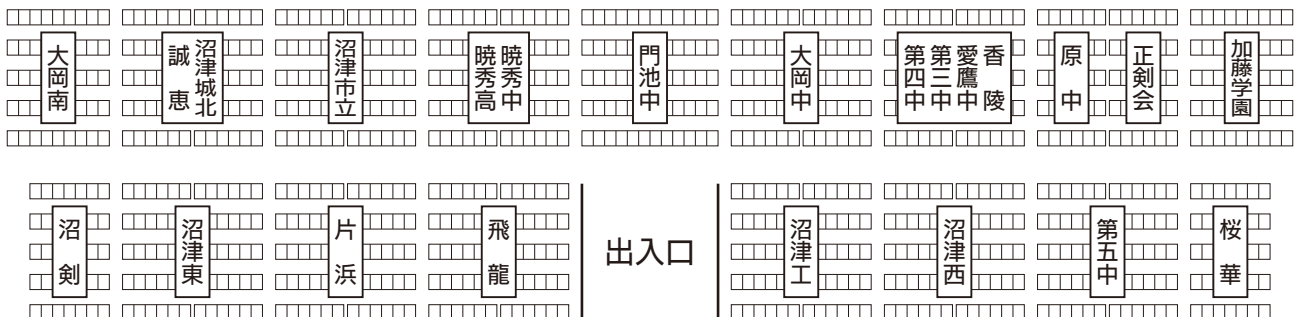 大岡南
沼津城北
誠恵
沼津市立
暁秀中
暁秀高
門池中
大岡中
香陵
愛鷹中
第三中
第四中
原中
正剣会
加藤学園
沼剣
沼津東
片浜
飛龍
出入口
沼津工
沼津西
第五中
桜華